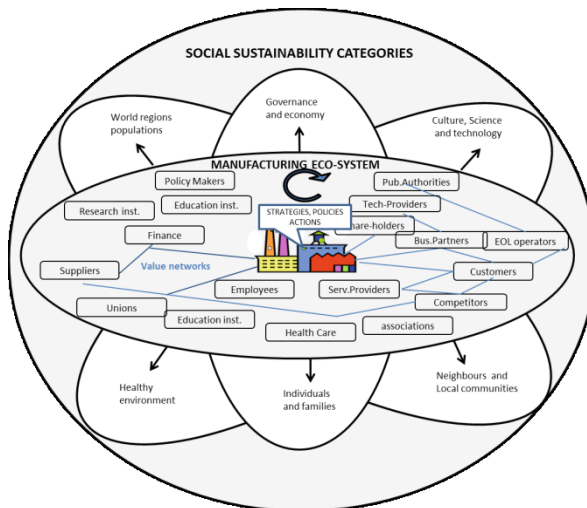 SOCIAL SUSTAINABILITY CATEGORIES
Governance
and economy
World regions
populations
Culture, Science
and technology
MANUFACTURING ECO-SYSTEM
Policy Makers
Pub.Authorities
Research inst.
Education inst.
Tech-Providers
STRATEGIES, POLICIES
ACTIONS
hare-holders
Finance
Bus.Partners
EOL operators
Suppliers
Value networks
Customers
Employees
Serv.Providers
Unions
Competitors
Education inst.
Health Care
associations
Healthy
environment
Individuals
and families
Neighbours and
Local communities